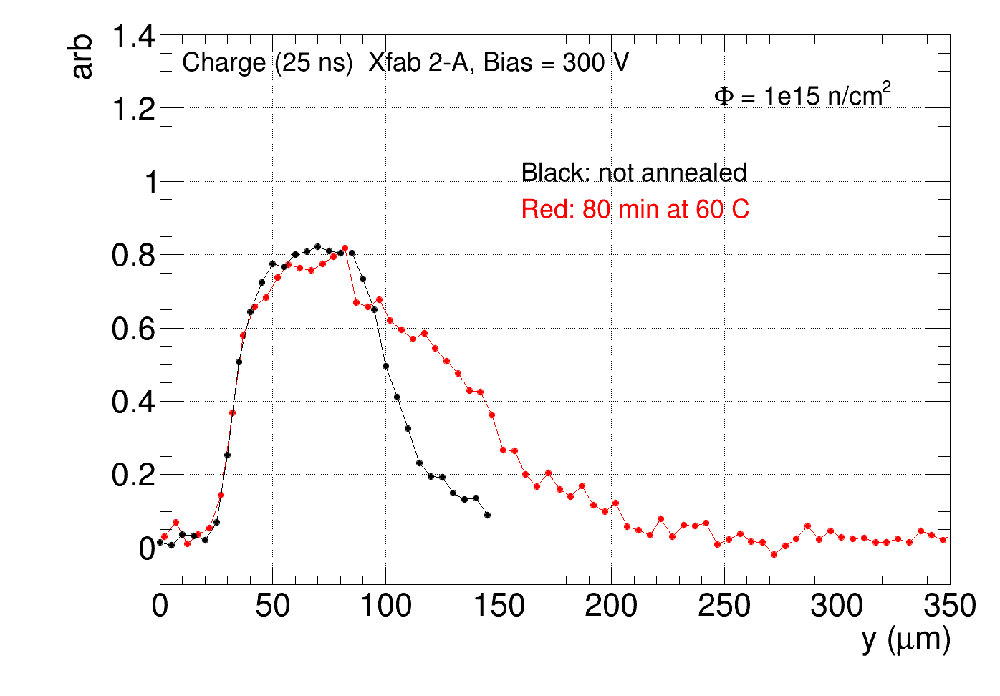 arb
1.4
1.2
1
0.8
0.6
0.4
0.2
0
Charge (25 ns)  Xfab 2-A, Bias = 300 V
Φ = 1e15 n/cm²
Black: not annealed
Red: 80 min at 60 C
0 50 100 150 200 250 300 350
y (μm)